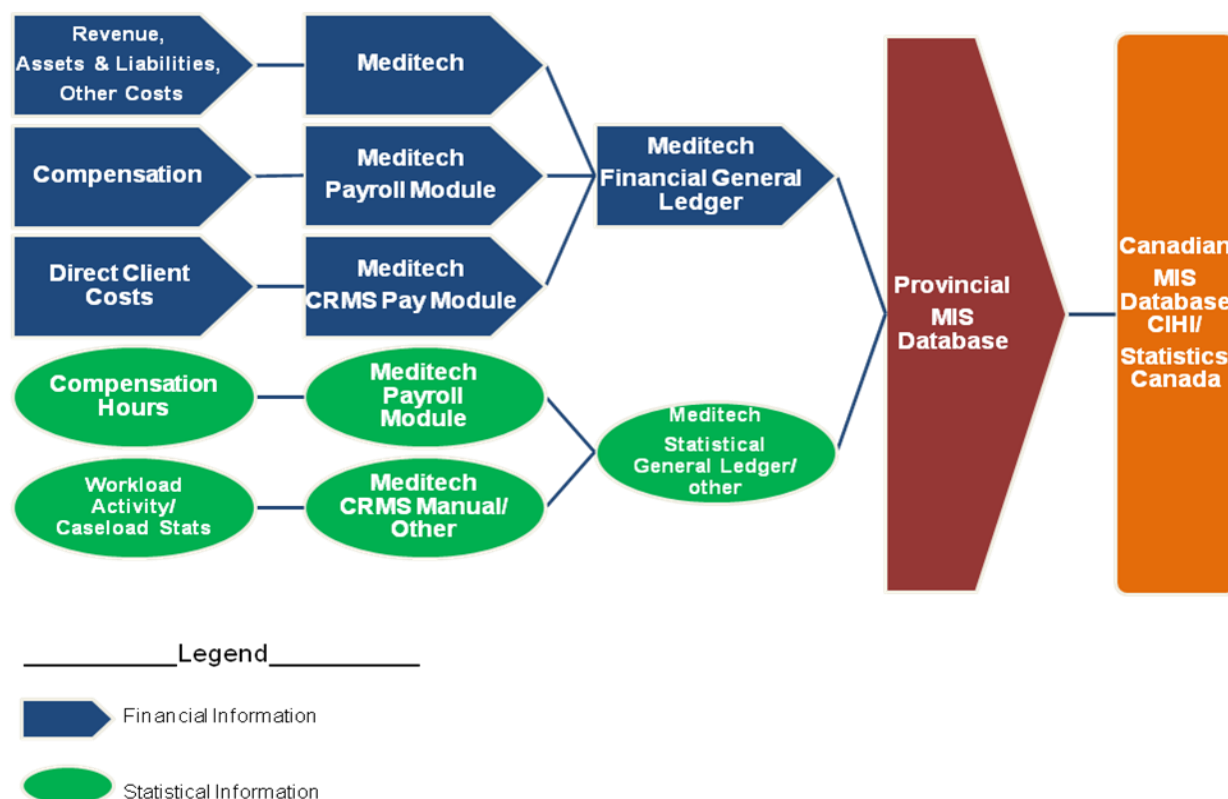 Revenue,
Assets & Liabilities,
Other Costs
Meditech
Compensation
Meditech
Payroll Module
Direct Client
Costs
Meditech
CRMS Pay Module
Meditech
Financial General
Ledger
Compensation
Hours
Meditech
Payroll
Module
Workload
Activity/
Caseload Stats
Meditech
CRMS Manual/
Other
Meditech
Statistical
General Ledger/
other
Provincial
MIS
Database
Canadian
MIS
Database
CIHI/
Statistics
Canada
Legend
Financial Information
Statistical Information